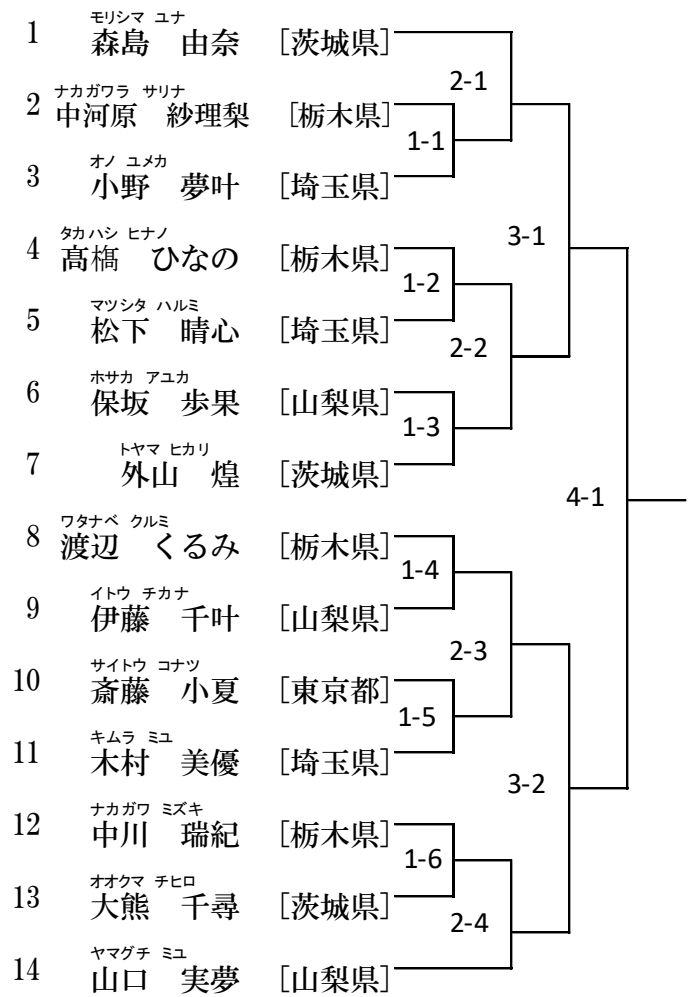 モリシマ ユナ
1 森島 由奈 [茨城県]
2-1
ナカガワラ サリナ
2 中河原 紗理梨 [栃木県]
1-1
オノ ユメカ
3 小野 夢叶 [埼玉県]
3-1
タカハシ ヒナノ
4 髙槗 ひなの [栃木県]
1-2
マツシタ ハルミ
5 松下 晴心 [埼玉県]
2-2
ホサカ アユカ
6 保坂 歩果 [山梨県]
1-3
トヤマ ヒカリ
7 外山 煌 [茨城県]
4-1
ワタナベ クルミ
8 渡辺 くるみ [栃木県]
1-4
イトウ チカナ
9 伊藤 千叶 [山梨県]
2-3
サイトウ コナツ
10 斎藤 小夏 [東京都]
1-5
キムラ ミユ
11 木村 美優 [埼玉県]
3-2
ナカガワ ミズキ
12 中川 瑞紀 [栃木県]
1-6
オオクマ チヒロ
13 大熊 千尋 [茨城県]
2-4
ヤマグチ ミユ
14 山口 実夢 [山梨県]